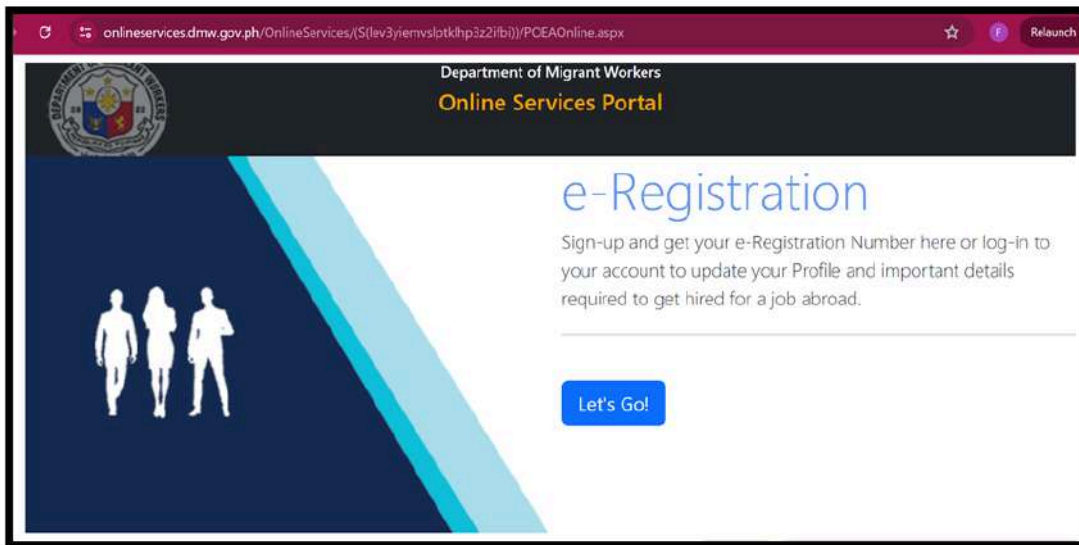 onlineservices.dmw.gov.ph/OnlineServices/(S(lev3yiemvslptklhp3z2ifbi))/POEAOnline.aspx
F
Relaunch
Department of Migrant Workers
Online Services Portal
e-Registration
Sign-up and get your e-Registration Number here or log-in to
your account to update your Profile and important details
required to get hired for a job abroad.
Let's Go!